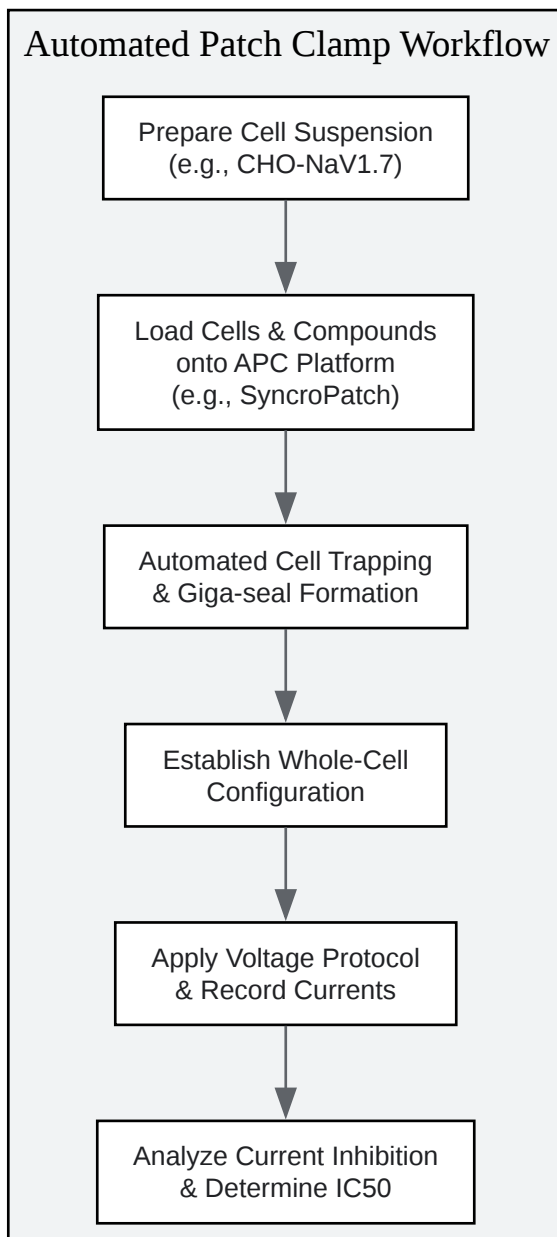 Automated Patch Clamp Workflow
Prepare Cell Suspension
(e.g., CHO-NaV1.7)
Load Cells & Compounds
onto APC Platform
(e.g., SyncroPatch)
Automated Cell Trapping
& Giga-seal Formation
Establish Whole-Cell
Configuration
Apply Voltage Protocol
& Record Currents
Analyze Current Inhibition
& Determine IC50